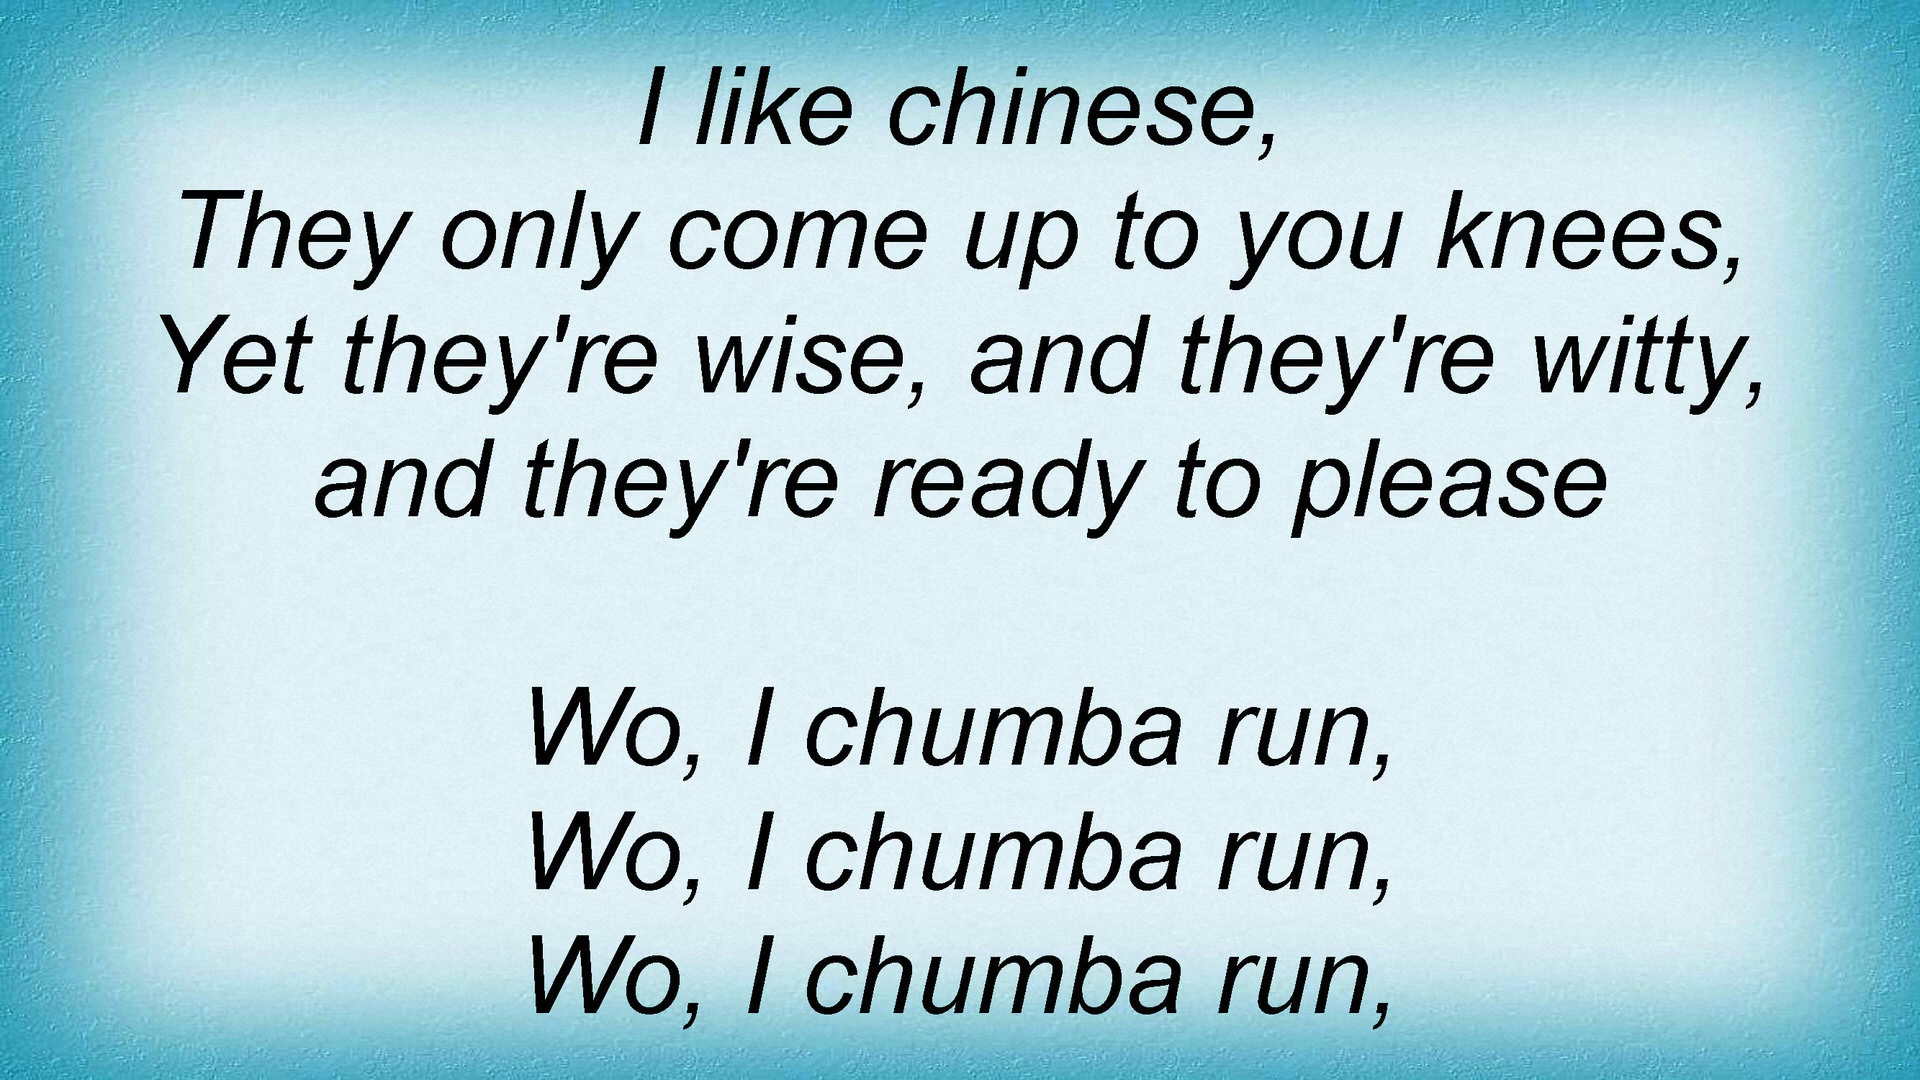 I like chinese,
They only come up to you knees,
Yet they're wise, and they're witty,
and they're ready to please
Wo, I chumba run,
Wo, I chumba run,
Wo, I chumba run,